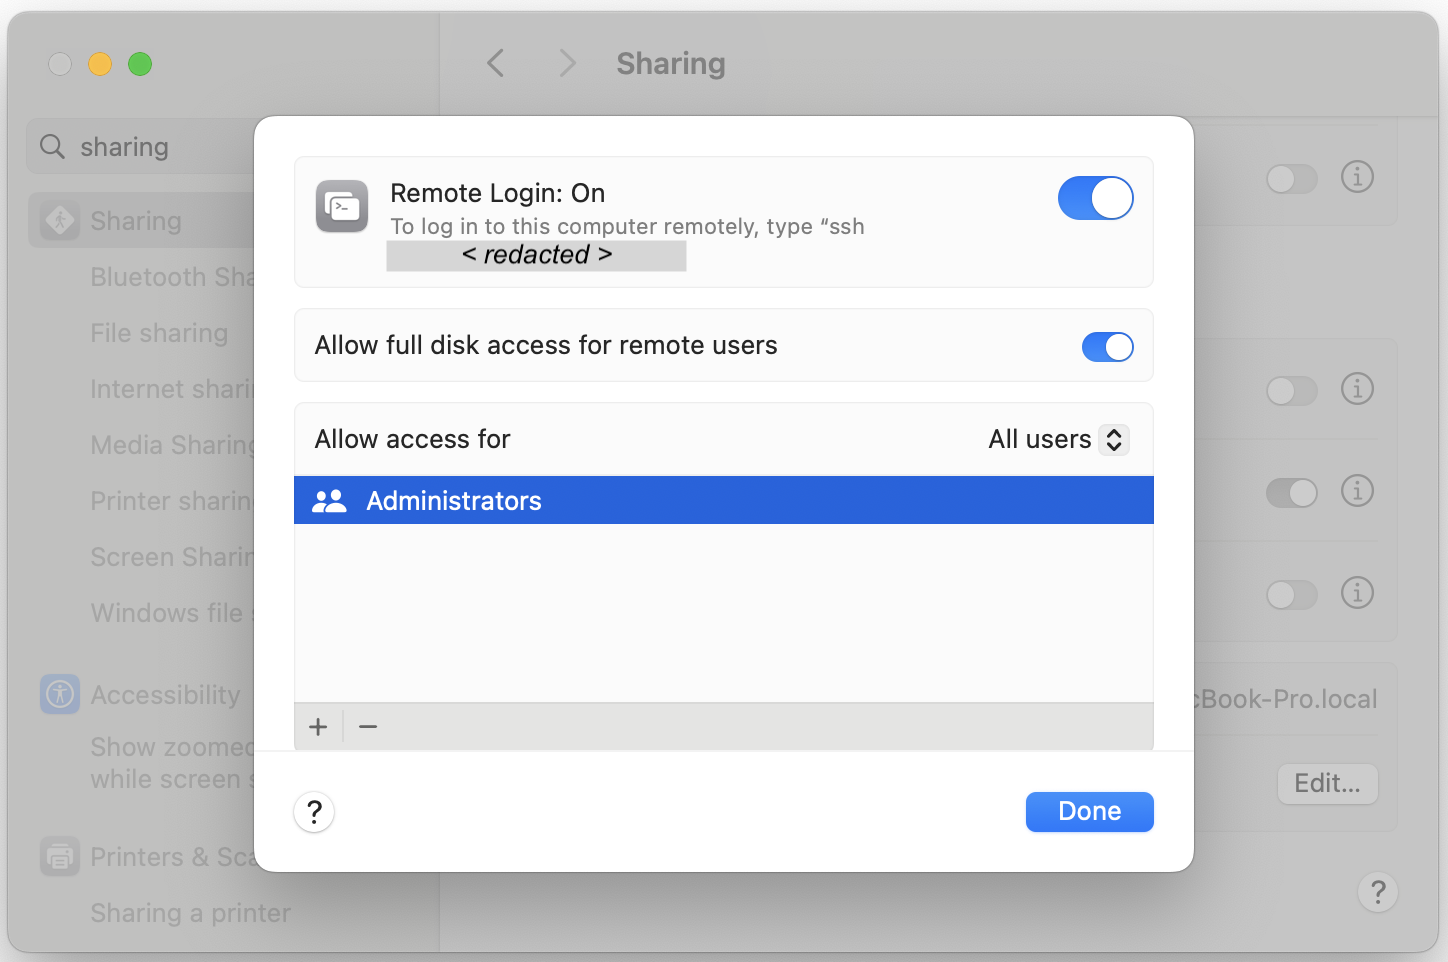 Sharing
sharing
Sharing
Bluetooth Sha
File sharing
Internet sharin
Media Sharing
Printer sharin
Screen Sharin
Windows file s
Accessibility
Show zoomed
while screen s
Printers & Sca
Sharing a printer
Remote Login: On
To log in to this computer remotely, type “ssh
< redacted >
Allow full disk access for remote users
Allow access for
All users
Administrators
+ −
?
Done
cBook-Pro.local
Edit...
?